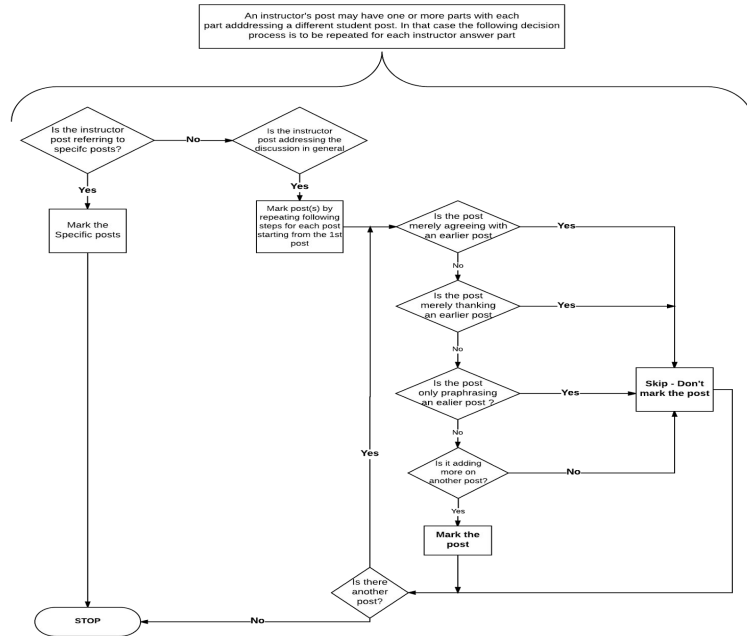 An instructor's post may have one or more parts with each
part adddressing a different student post. In that case the following decision
process is to be repeated for each instructor answer part
Is the instructor
post referring to
specifc posts?
No
Is the instructor
post addressing the
discussion in general
Yes
Yes
Mark the
Specific posts
Mark post(s) by
repeating following
steps for each post
starting from the 1st
post
Is the post
merely agreeing with
an earlier post
Yes
No
Is the post
merely thanking
an earlier post
Yes
No
Is the post
only praphrasing
an ealier post ?
Yes
Skip - Don't
mark the post
No
Is it adding
more on
another post?
No
Yes
Yes
Mark the
post
Is there
another
post?
No
STOP